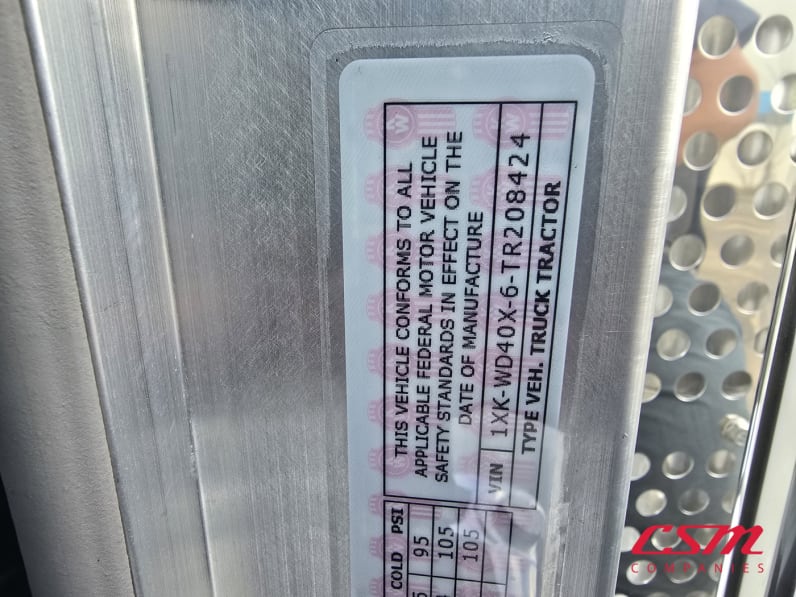 THIS VEHICLE CONFORMS TO ALL
APPLICABLE FEDERAL MOTOR VEHICLE
SAFETY STANDARDS IN EFFECT ON THE
DATE OF MANUFACTURE
VIN 1XK-WD40X-6-TR208424
TYPE VEH. TRUCK TRACTOR
COLD PSI
95
105
105
CSM
COMPANIES